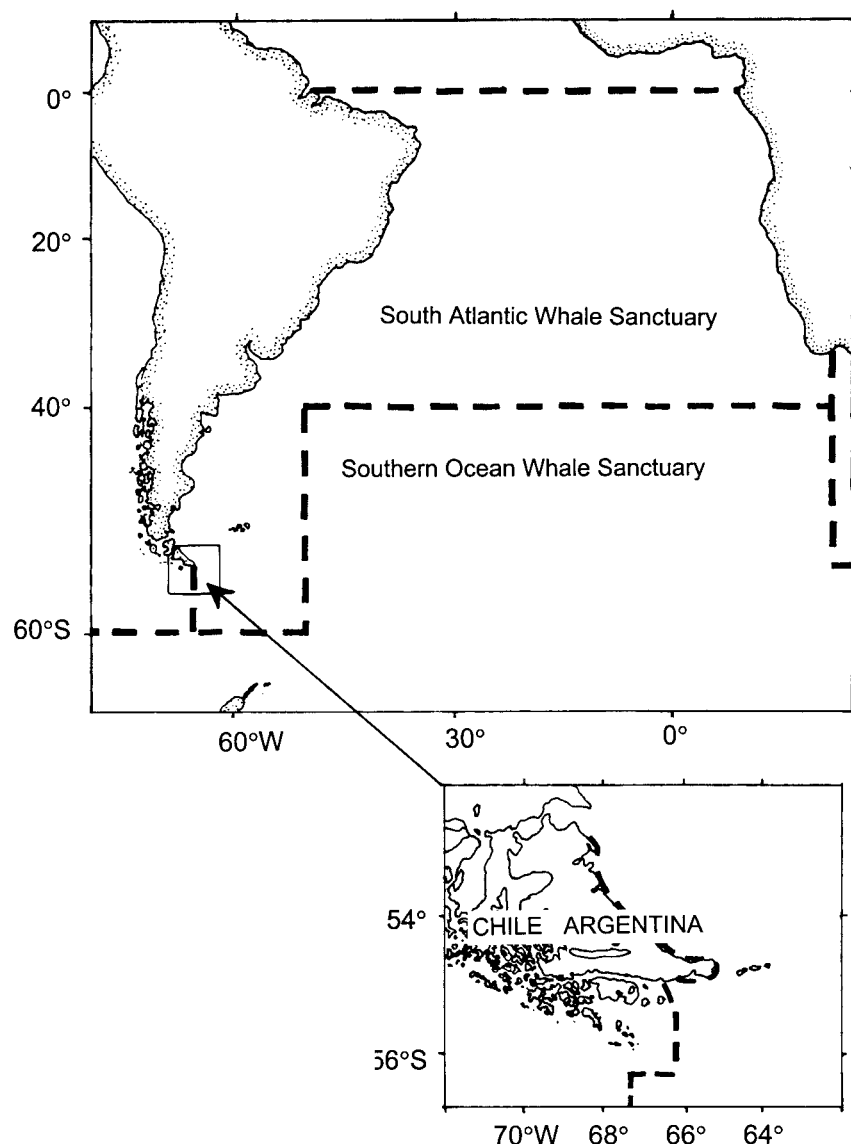 0°
20°
South Atlantic Whale Sanctuary
40°
Southern Ocean Whale Sanctuary
60°S
60°W 30° 0°
54°
CHILE ARGENTINA
56°S
70°W 68° 66° 64°